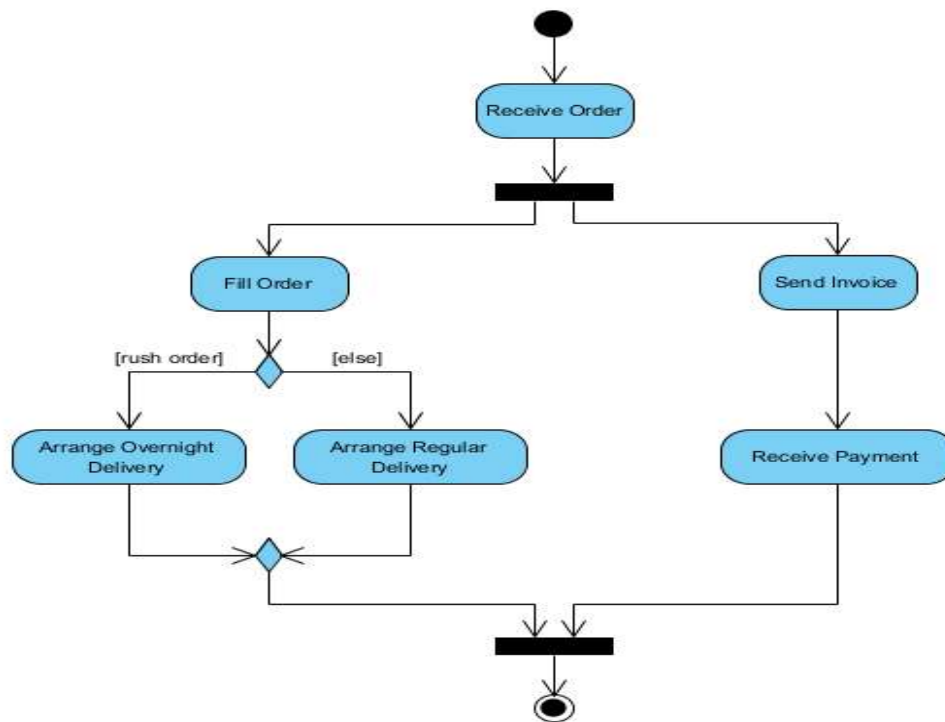 Receive Order
Fill Order
Send Invoice
[rush order]
[else]
Arrange Overnight
Delivery
Arrange Regular
Delivery
Receive Payment